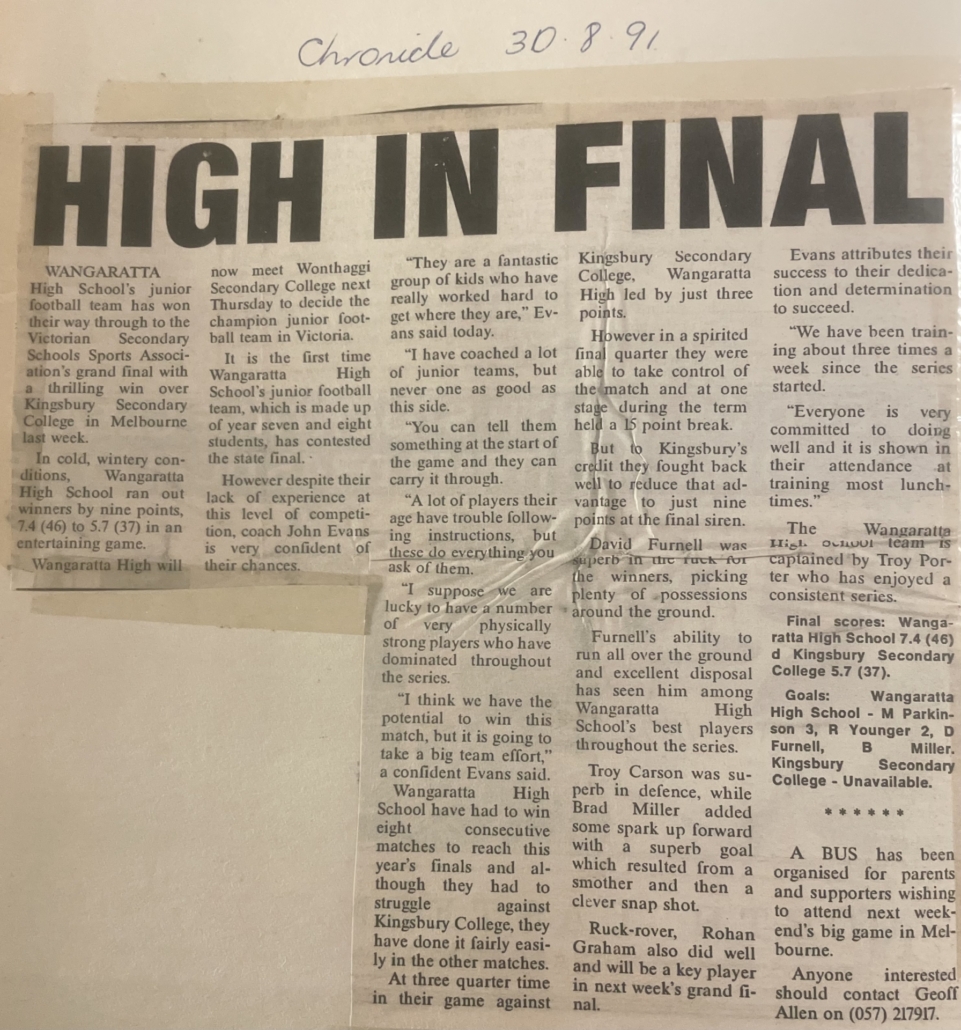 Chronicle 30.8.91
HIGH IN FINAL
WANGARATTA
High School's junior
football team has won
their way through to the
Victorian Secondary
Schools Sports Associ-
ation's grand final with
a thrilling win over
Kingsbury Secondary
College in Melbourne
last week.
In cold, wintery con-
ditions, Wangaratta
High School ran out
winners by nine points,
7.4 (46) to 5.7 (37) in an
entertaining game.
Wangaratta High will
now meet Wonthaggi
Secondary College next
Thursday to decide the
champion junior foot-
ball team in Victoria.
It is the first time
Wangaratta High
School's junior football
team, which is made up
of year seven and eight
students, has contested
the state final.
However despite their
lack of experience at
this level of competi-
tion, coach John Evans
is very confident of
their chances.
“They are a fantastic
group of kids who have
really worked hard to
get where they are,” Ev-
ans said today.
“I have coached a lot
of junior teams, but
never one as good as
this side.
“You can tell them
something at the start of
the game and they can
carry it through.
“A lot of players their
age have trouble follow-
ing instructions, but
these do everything you
ask of them.
“I suppose we are
lucky to have a number
of very physically
strong players who have
dominated throughout
the series.
“I think we have the
potential to win this
match, but it is going to
take a big team effort,”
a confident Evans said.
Wangaratta High
School have had to win
eight consecutive
matches to reach this
year's finals and al-
though they had to
struggle against
Kingsbury College, they
have done it fairly easi-
ly in the other matches.
At three quarter time
in their game against
Kingsbury Secondary
College, Wangaratta
High led by just three
points.
However in a spirited
final quarter they were
able to take control of
the match and at one
stage during the term
held a 15 point break.
But to Kingsbury's
credit they fought back
well to reduce that ad-
vantage to just nine
points at the final siren.
David Furnell was
superb in the ruck for
the winners, picking
plenty of possessions
around the ground.
Furnell's ability to
run all over the ground
and excellent disposal
has seen him among
Wangaratta High
School's best players
throughout the series.
Troy Carson was su-
perb in defence, while
Brad Miller added
some spark up forward
with a superb goal
which resulted from a
smother and then a
clever snap shot.
Ruck-rover, Rohan
Graham also did well
and will be a key player
in next week's grand fi-
nal.
Evans attributes their
success to their dedica-
tion and determination
to succeed.
“We have been train-
ing about three times a
week since the series
started.
“Everyone is very
committed to doing
well and it is shown in
their attendance at
training most lunch-
times.”
The Wangaratta
High School team is
captained by Troy Por-
ter who has enjoyed a
consistent series.
Final scores: Wanga-
ratta High School 7.4 (46)
d Kingsbury Secondary
College 5.7 (37).
Goals: Wangaratta
High School - M Parkin-
son 3, R Younger 2, D
Furnell, B Miller.
Kingsbury Secondary
College - Unavailable.
* * * * * *
A BUS has been
organised for parents
and supporters wishing
to attend next week-
end's big game in Mel-
bourne.
Anyone interested
should contact Geoff
Allen on (057) 217917.